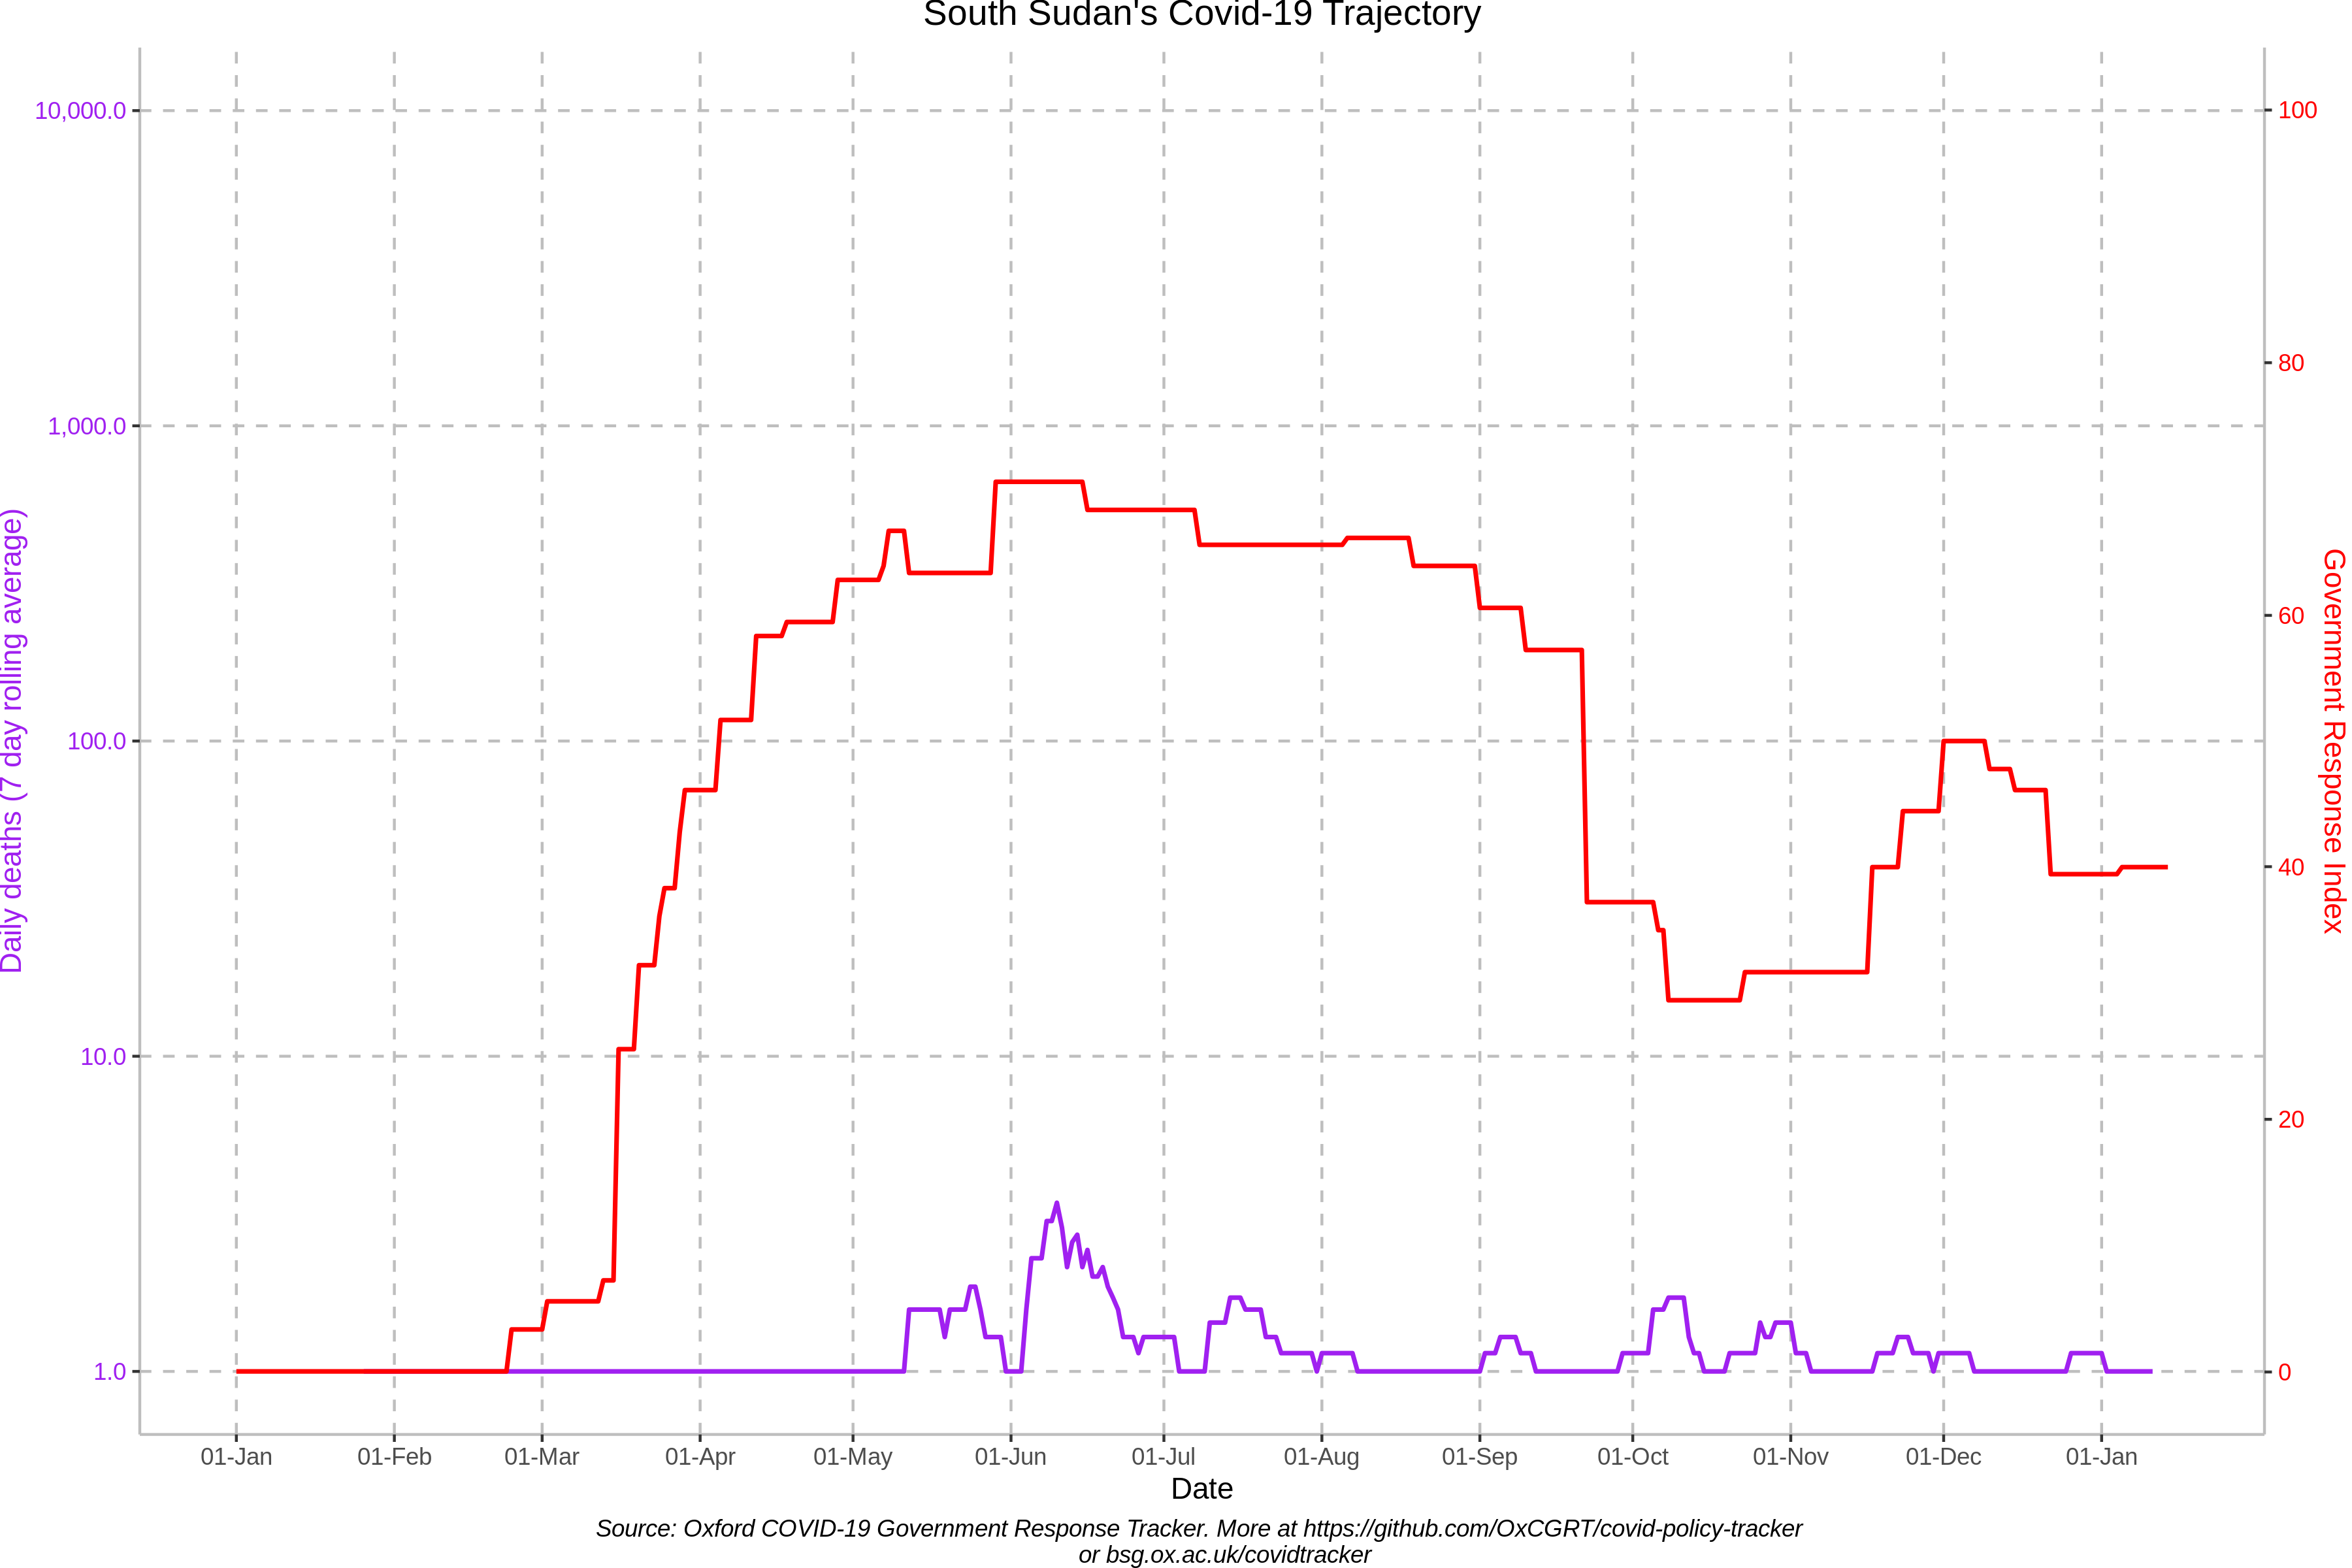 South Sudan's Covid-19 Trajectory
10,000.0
1,000.0
100.0
10.0
1.0
Daily deaths (7 day rolling average)
100
80
60
40
20
0
Government Response Index
01-Jan 01-Feb 01-Mar 01-Apr 01-May 01-Jun 01-Jul 01-Aug 01-Sep 01-Oct 01-Nov 01-Dec 01-Jan
Date
Source: Oxford COVID-19 Government Response Tracker. More at https://github.com/OxCGRT/covid-policy-tracker
or bsg.ox.ac.uk/covidtracker